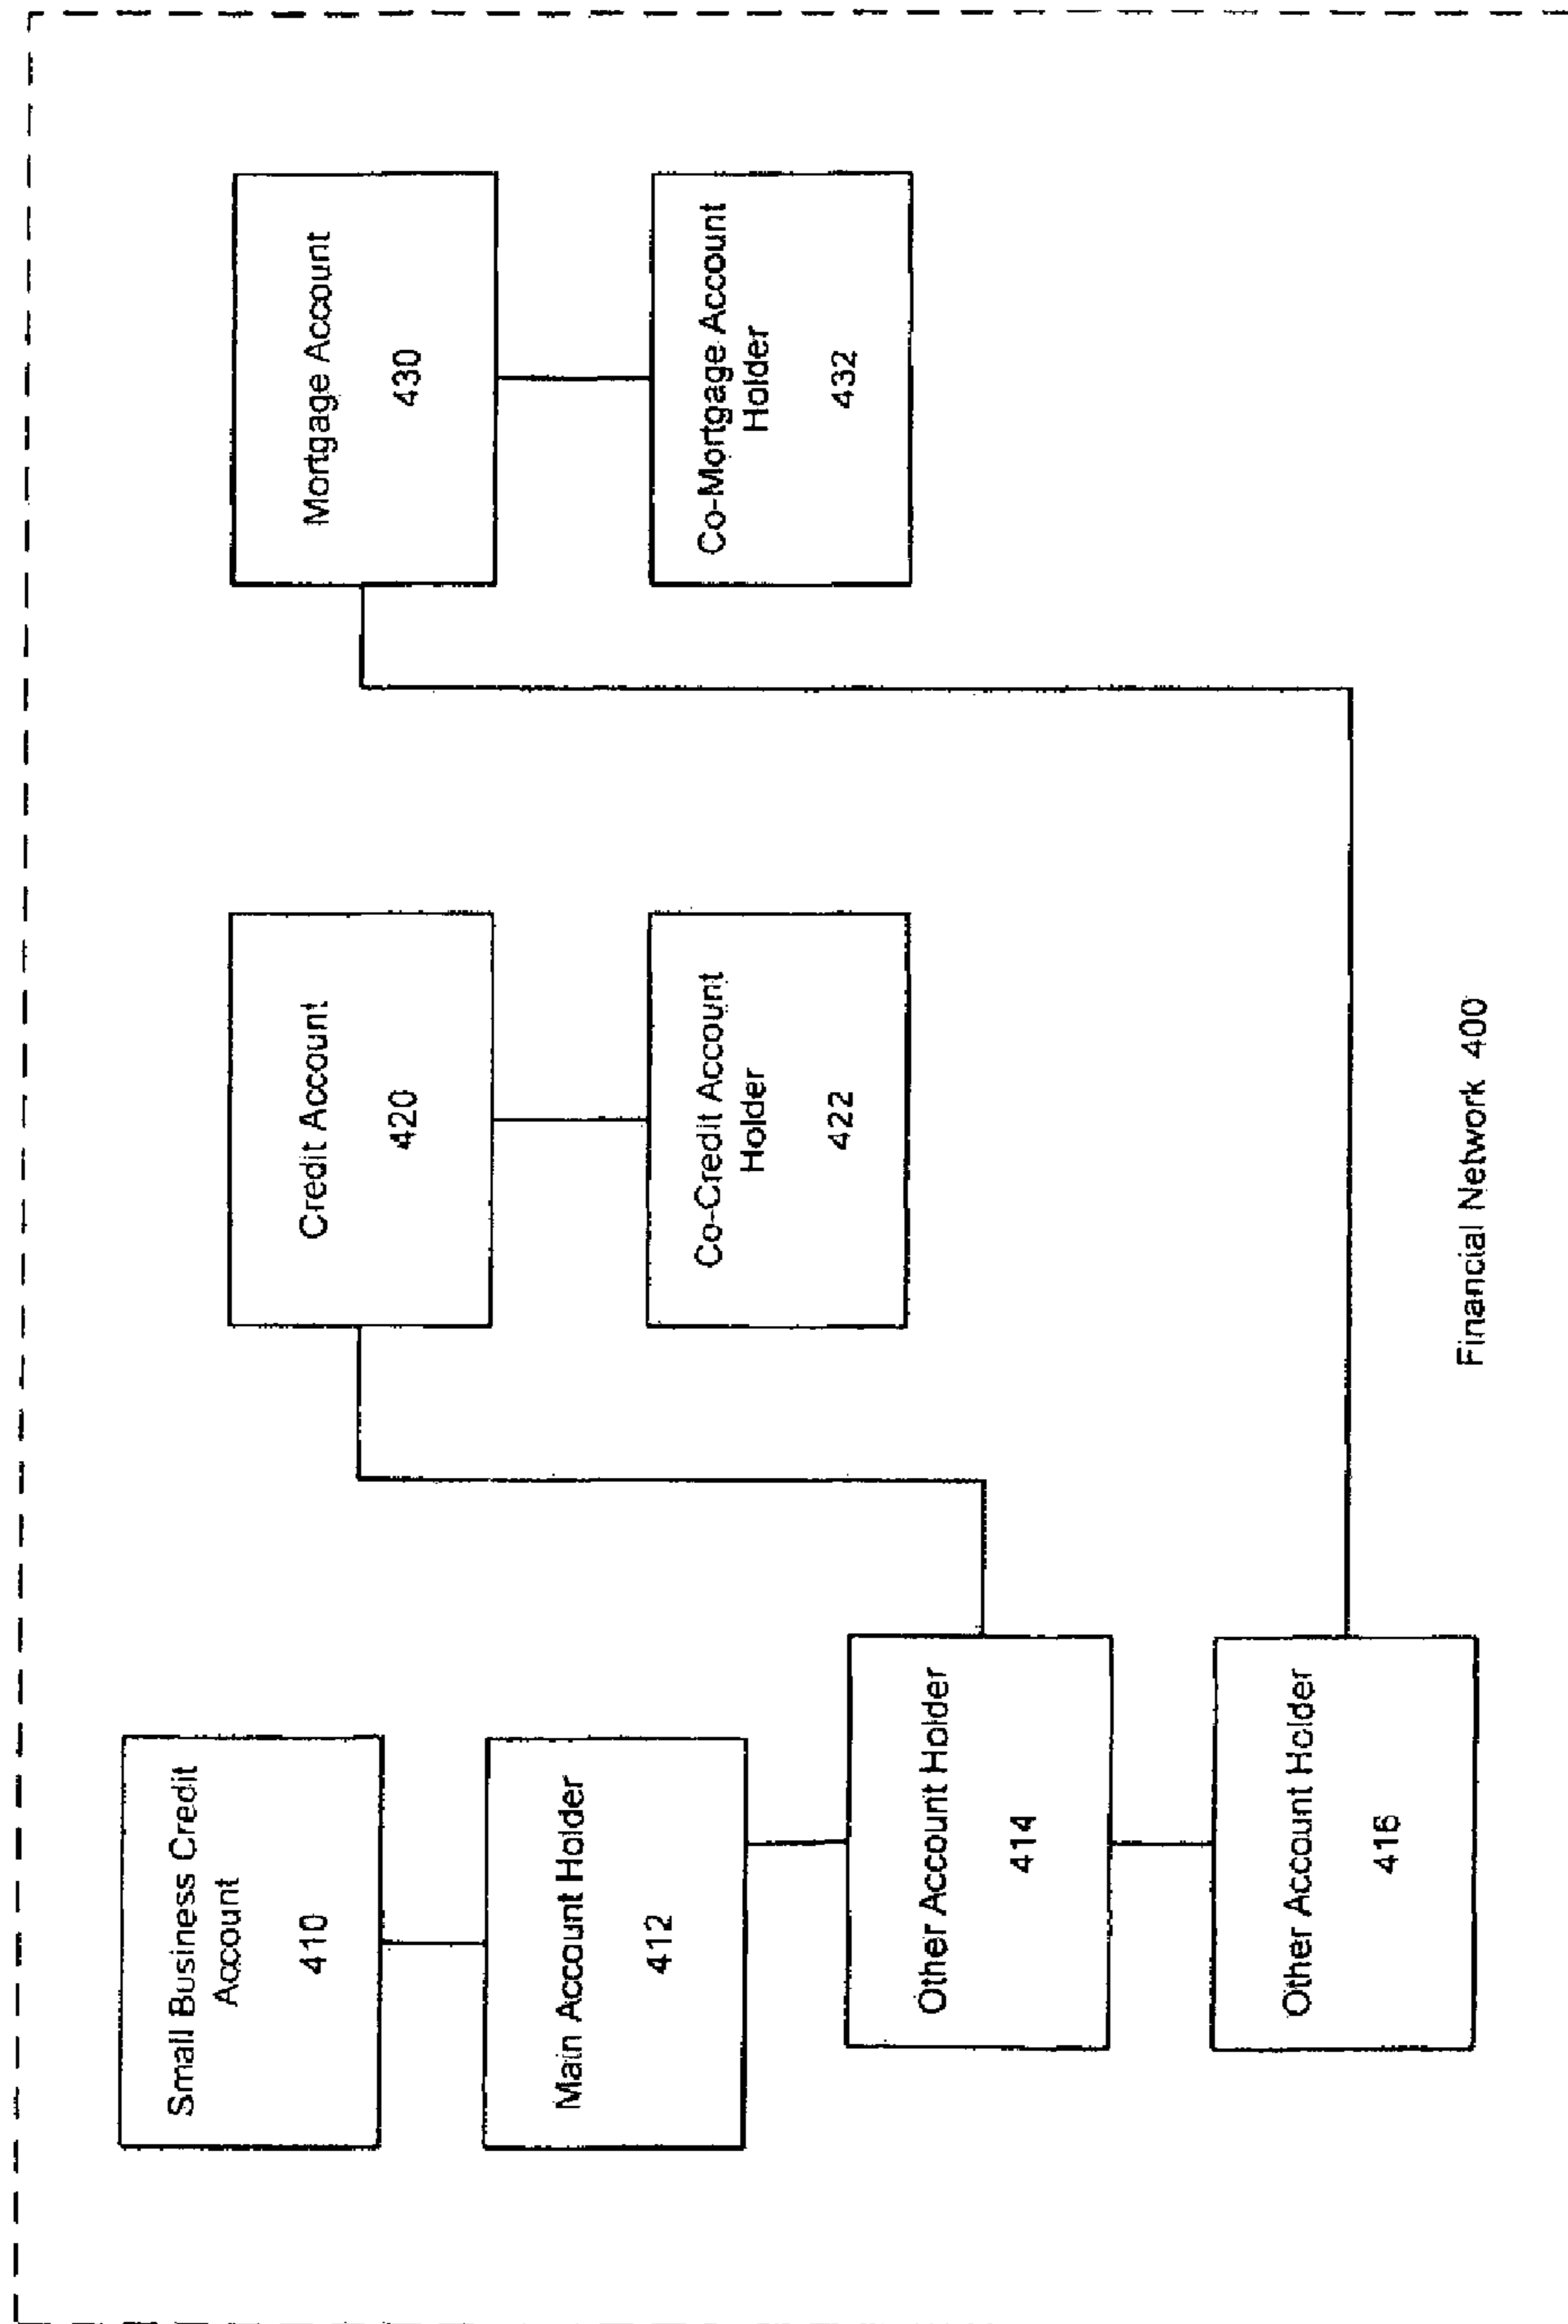 Small Business Credit
Account
410
Main Account Holder
412
Other Account Holder
414
Other Account Holder
416
Credit Account
420
Co-Credit Account
Holder
422
Mortgage Account
430
Co-Mortgage Account
Holder
432
Financial Network 400